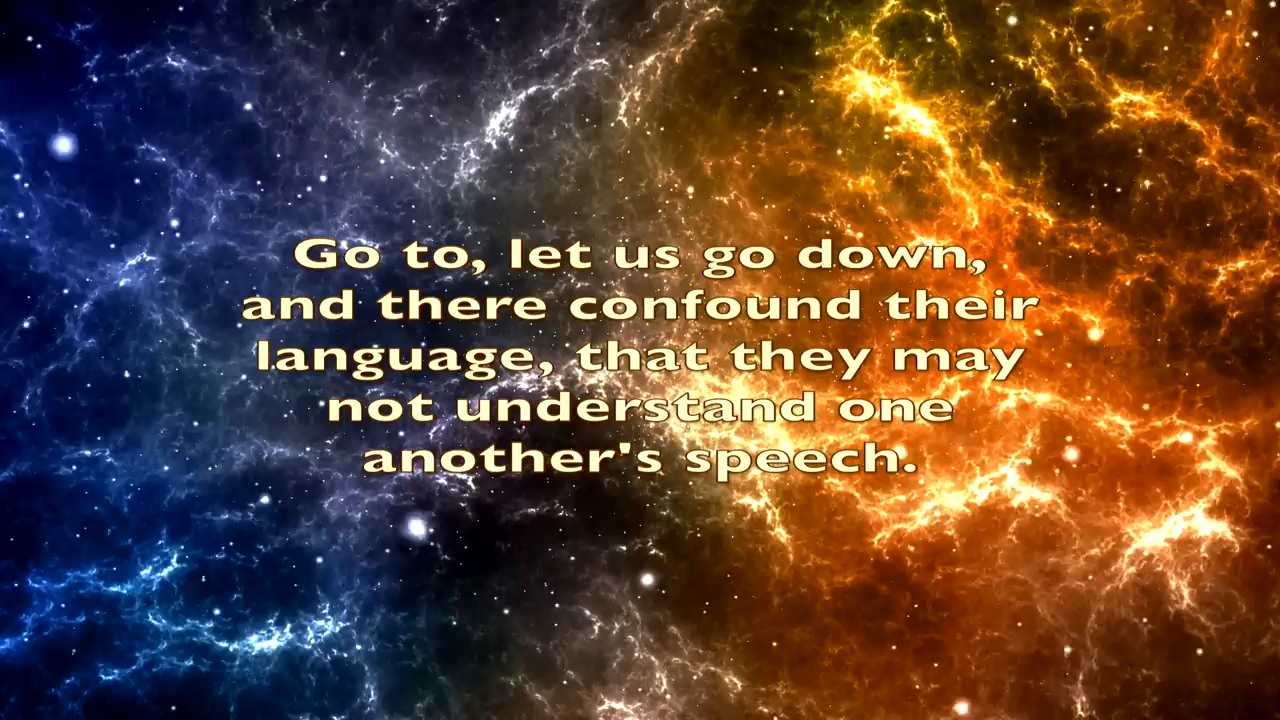 Go to, let us go down,
and there confound their
language, that they may
not understand one
another's speech.